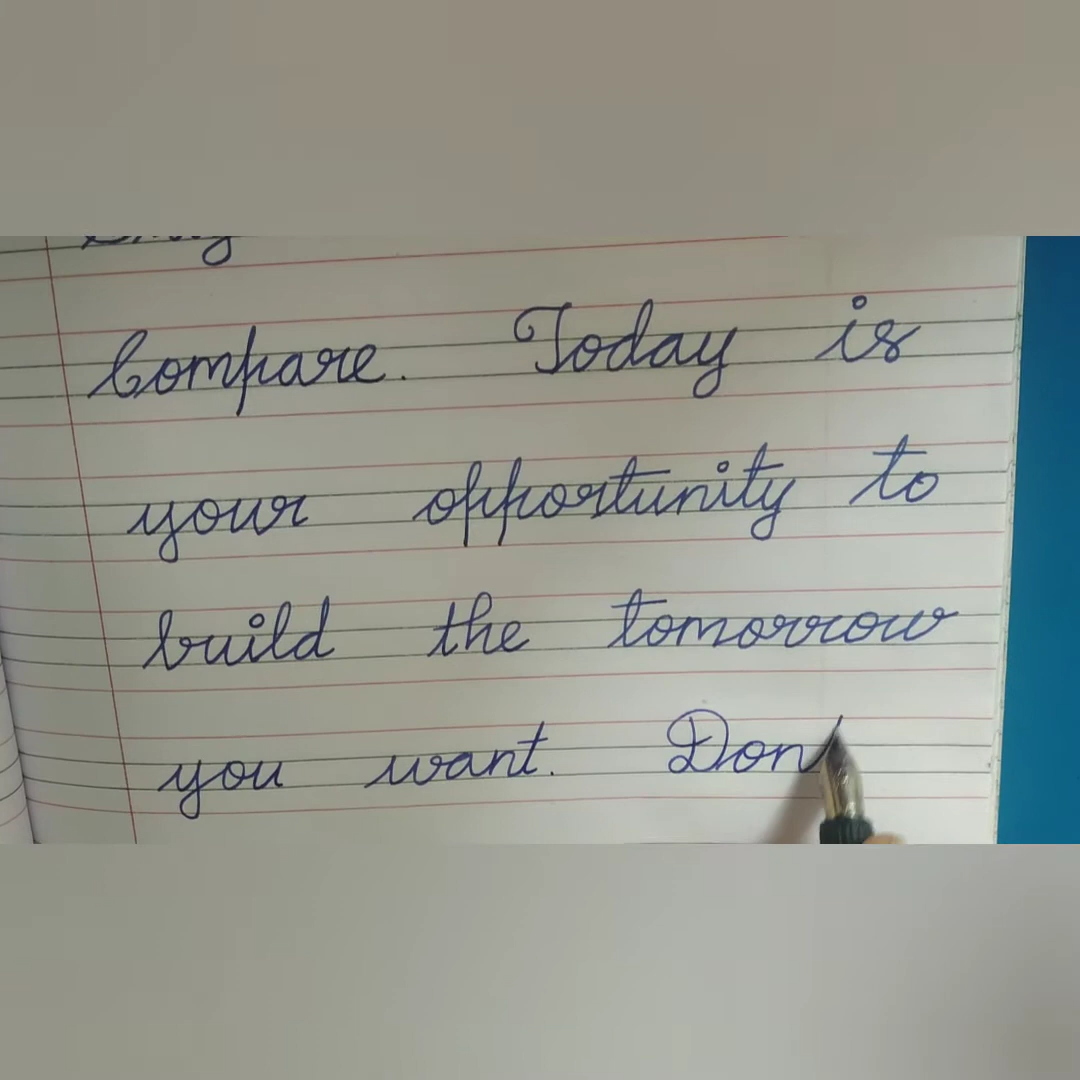 Compare. Today is
your opportunity to
build the tomorrow
you want. Don